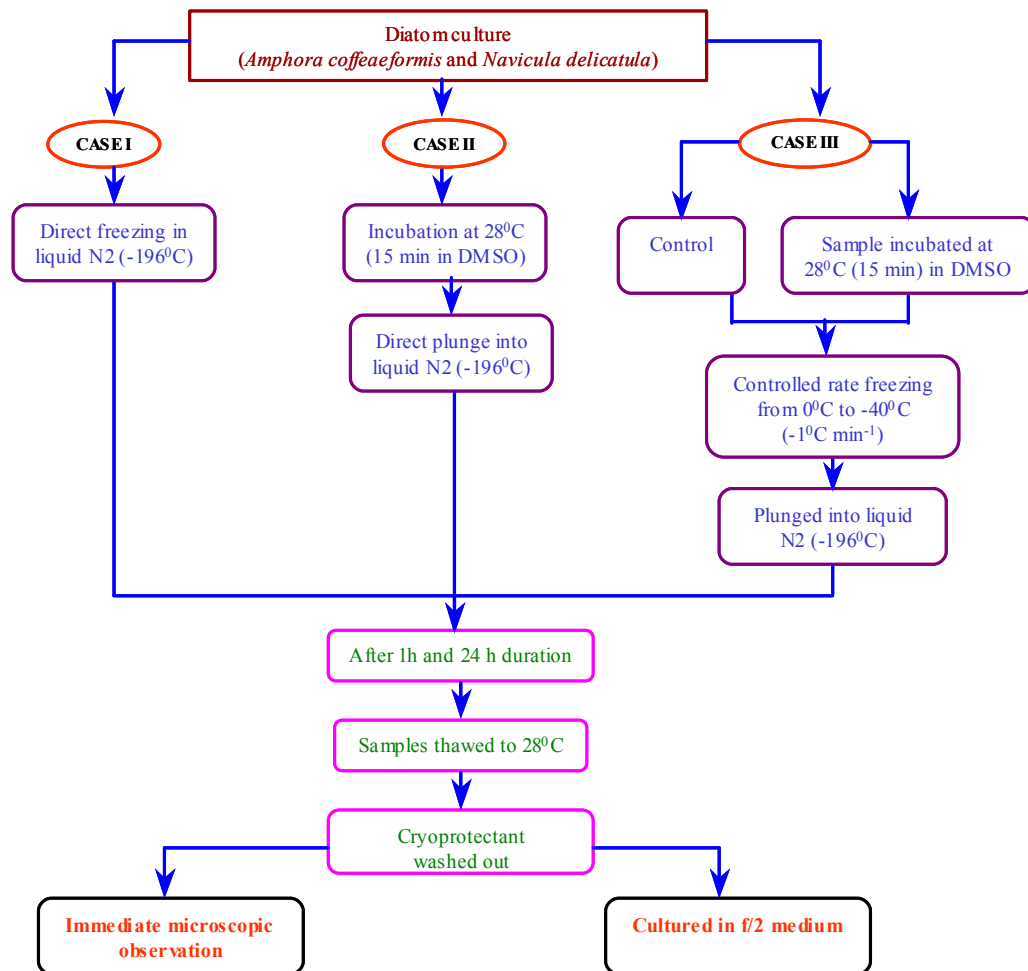 Diatom culture
(Amphora coffeaeformis and Navicula delicatula)
CASE I
CASE II
CASE III
Direct freezing in
liquid N2 (-196⁰C)
Incubation at 28⁰C
(15 min in DMSO)
Direct plunge into
liquid N2 (-196⁰C)
Control
Sample incubated at
28⁰C (15 min) in DMSO
Controlled rate freezing
from 0⁰C to -40⁰C
(-1⁰C min⁻¹)
Plunged into liquid
N2 (-196⁰C)
After 1h and 24 h duration
Samples thawed to 28⁰C
Cryoprotectant
washed out
Immediate microscopic
observation
Cultured in f/2 medium